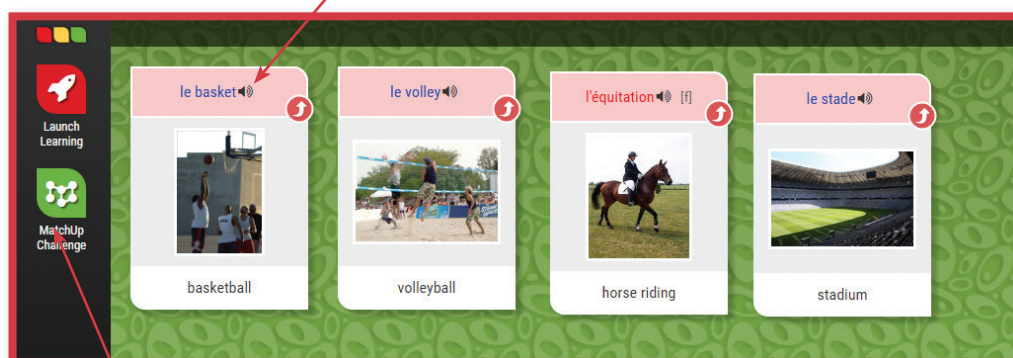 Launch
Learning
MatchUp
Challenge
le basket
basketball
le volley
volleyball
l'équitation [f]
horse riding
le stade
stadium